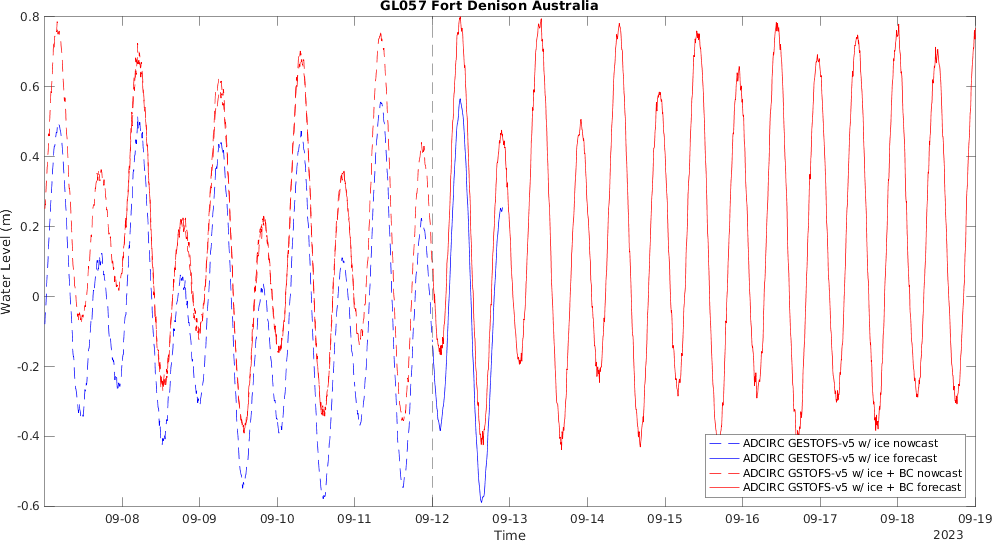 GL057 Fort Denison Australia
0.8
0.6
0.4
0.2
0
-0.2
-0.4
-0.6
Water Level (m)
ADCIRC GESTOFS-v5 w/ ice nowcast
ADCIRC GESTOFS-v5 w/ ice forecast
ADCIRC GSTOFS-v5 w/ ice + BC nowcast
ADCIRC GSTOFS-v5 w/ ice + BC forecast
09-08 09-09 09-10 09-11 09-12 09-13 09-14 09-15 09-16 09-17 09-18 09-19
Time
2023